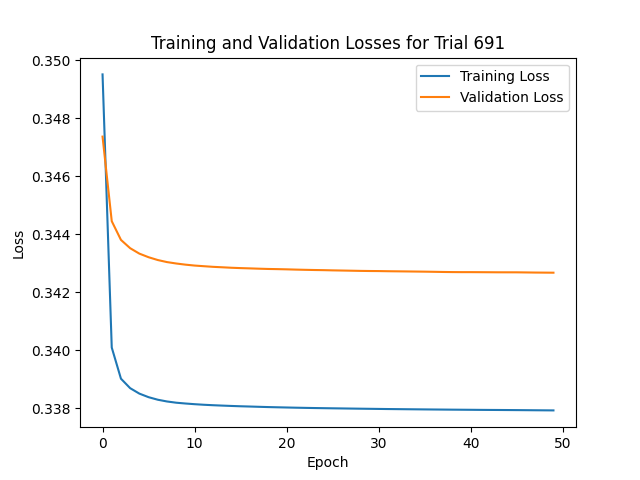 Training and Validation Losses for Trial 691
Training Loss
Validation Loss
0.350
0.348
0.346
0.344
0.342
0.340
0.338
Loss
0 10 20 30 40 50
Epoch